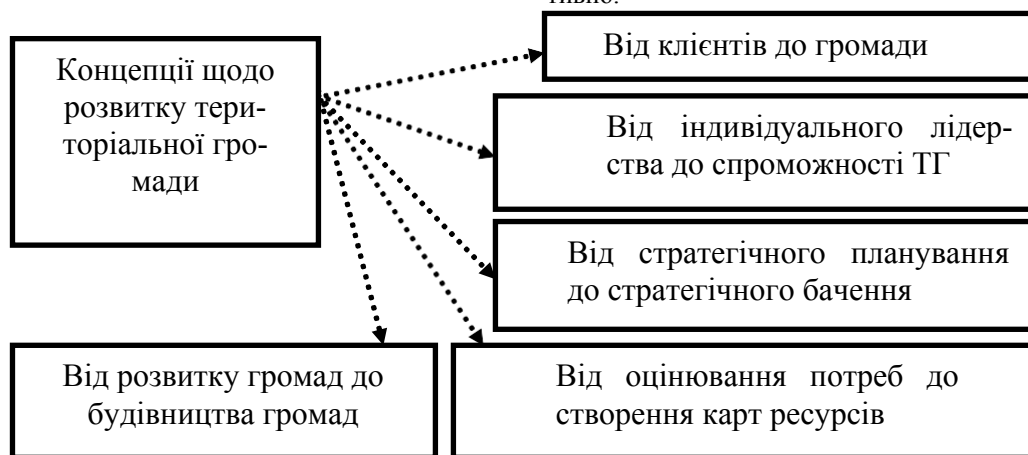 тивно.
Концепції щодо
розвитку тери-
торіальної гро-
мади
Від клієнтів до громади
Від індивідуального лідер-
ства до спроможності ТГ
Від стратегічного планування
до стратегічного бачення
Від розвитку громад до
будівництва громад
Від оцінювання потреб до
створення карт ресурсів